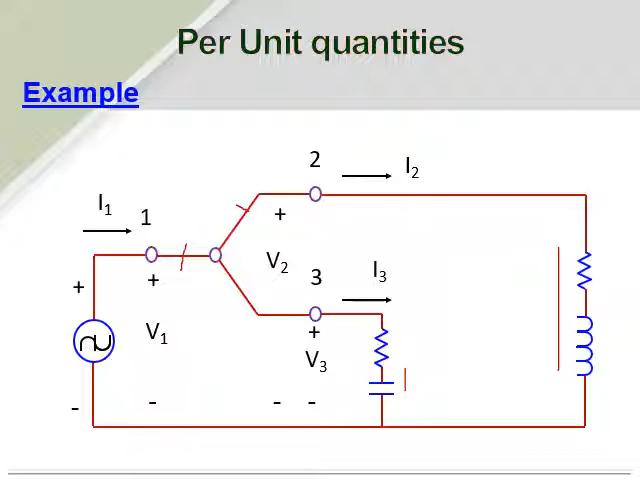 Per Unit quantities
Example
2
I₂
I₁
1
+
V₂
3
I₃
+
+
+
V₁
V₃
-
-
-
-